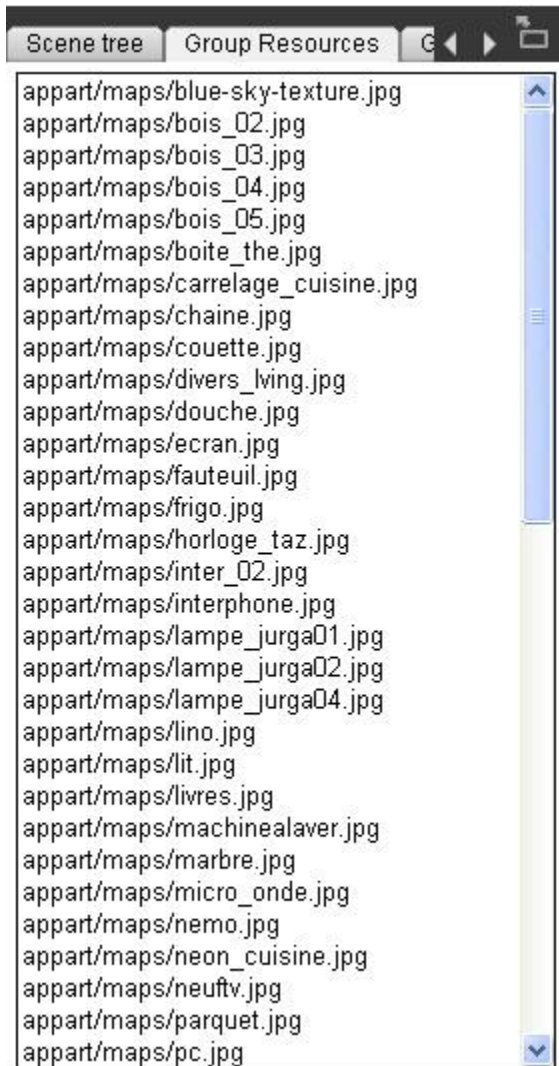 Scene tree Group Resources G
appart/maps/blue-sky-texture.jpg
appart/maps/bois_02.jpg
appart/maps/bois_03.jpg
appart/maps/bois_04.jpg
appart/maps/bois_05.jpg
appart/maps/boite_the.jpg
appart/maps/carrelage_cuisine.jpg
appart/maps/chaine.jpg
appart/maps/couette.jpg
appart/maps/divers_lving.jpg
appart/maps/douche.jpg
appart/maps/ecran.jpg
appart/maps/fauteuil.jpg
appart/maps/frigo.jpg
appart/maps/horloge_taz.jpg
appart/maps/inter_02.jpg
appart/maps/interphone.jpg
appart/maps/lampe_jurga01.jpg
appart/maps/lampe_jurga02.jpg
appart/maps/lampe_jurga04.jpg
appart/maps/lino.jpg
appart/maps/lit.jpg
appart/maps/livres.jpg
appart/maps/machinealaver.jpg
appart/maps/marbre.jpg
appart/maps/micro_onde.jpg
appart/maps/nemo.jpg
appart/maps/neon_cuisine.jpg
appart/maps/neuftv.jpg
appart/maps/parquet.jpg
appart/maps/pc.jpg